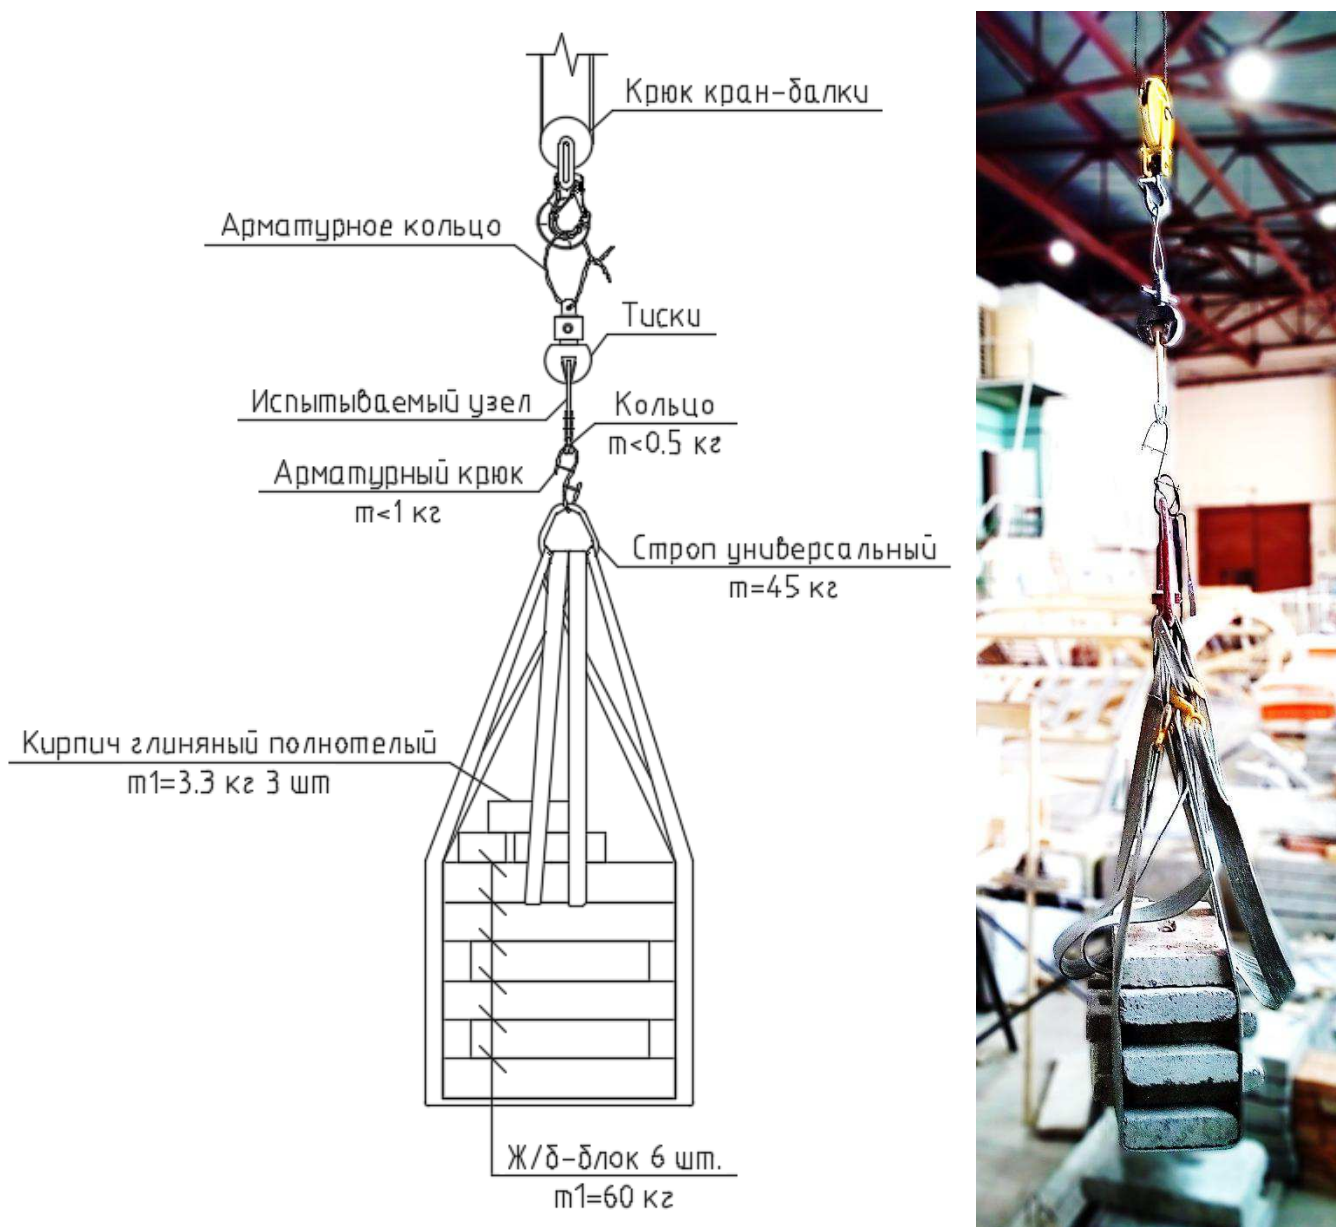 Крюк кран-балки
Арматурное кольцо
Тиски
Испытываемый узел
Кольцо
m<0.5 кг
Арматурный крюк
m<1 кг
Строп универсальный
m=45 кг
Кирпич глиняный полнотелый
m1=3.3 кг 3 шт
Ж/б-блок 6 шт.
m1=60 кг